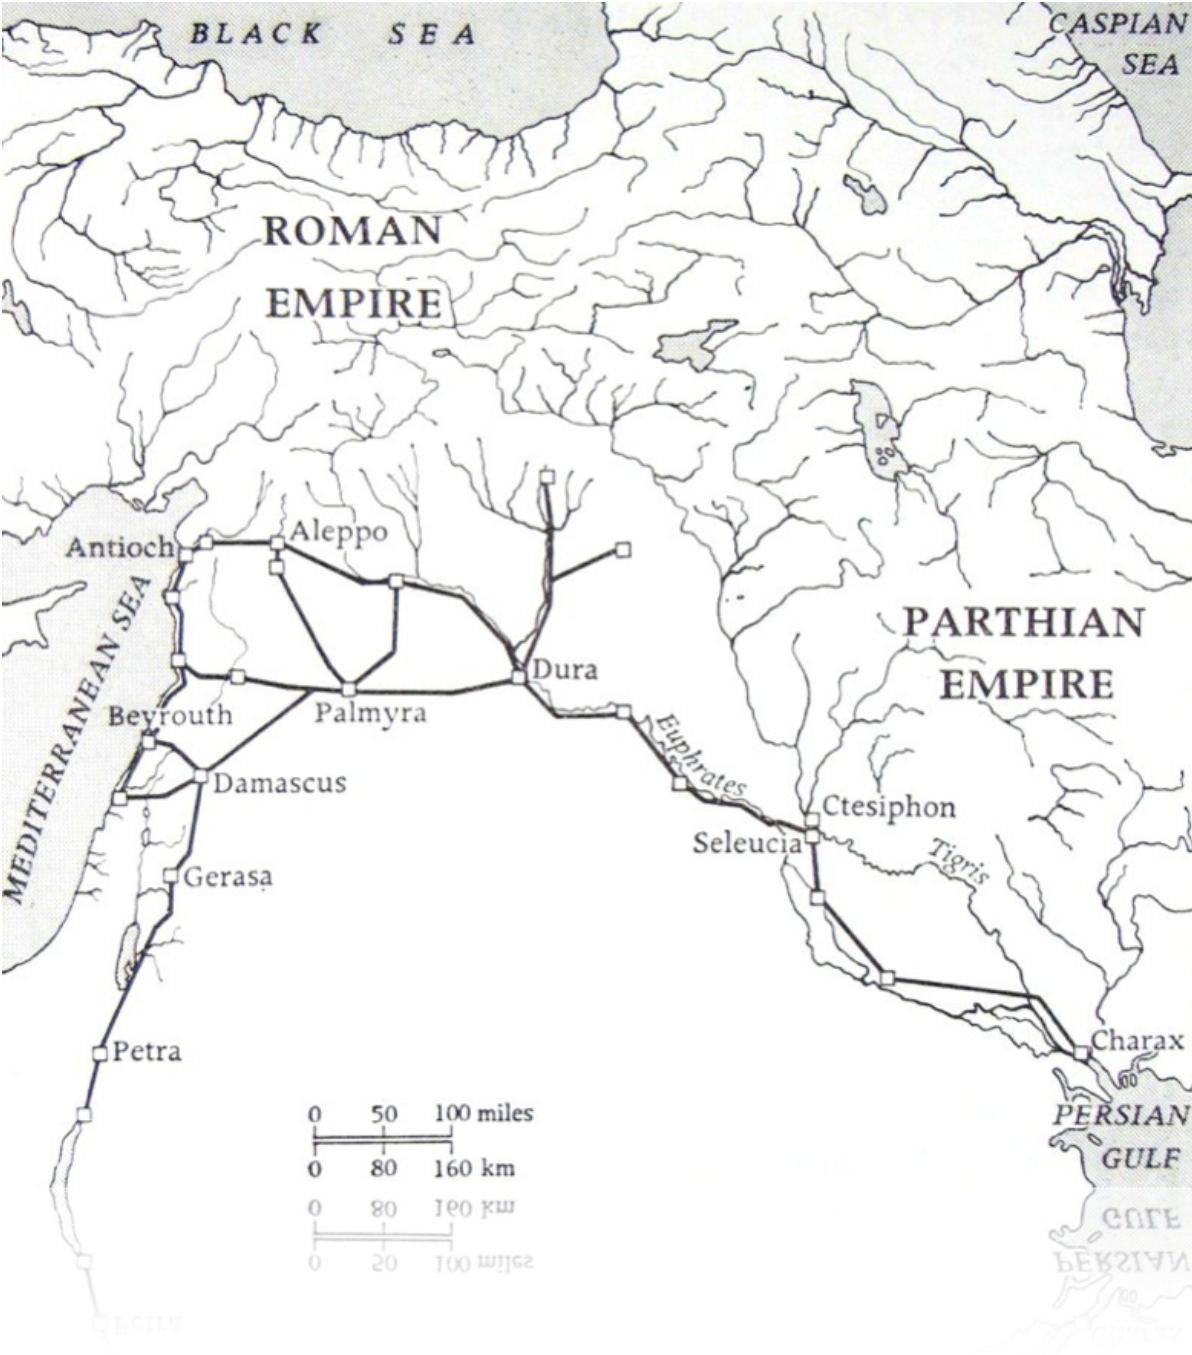 BLACK SEA
CASPIAN
SEA
ROMAN
EMPIRE
Aleppo
Antioch
MEDITERRANEAN SEA
PARTHIAN
EMPIRE
Dura
Beyrouth
Palmyra
Euphrates
Damascus
Ctesiphon
Seleucia
Tigris
Gerasa
Charax
Petra
0 50 100 miles
0 80 160 km
PERSIAN
GULF